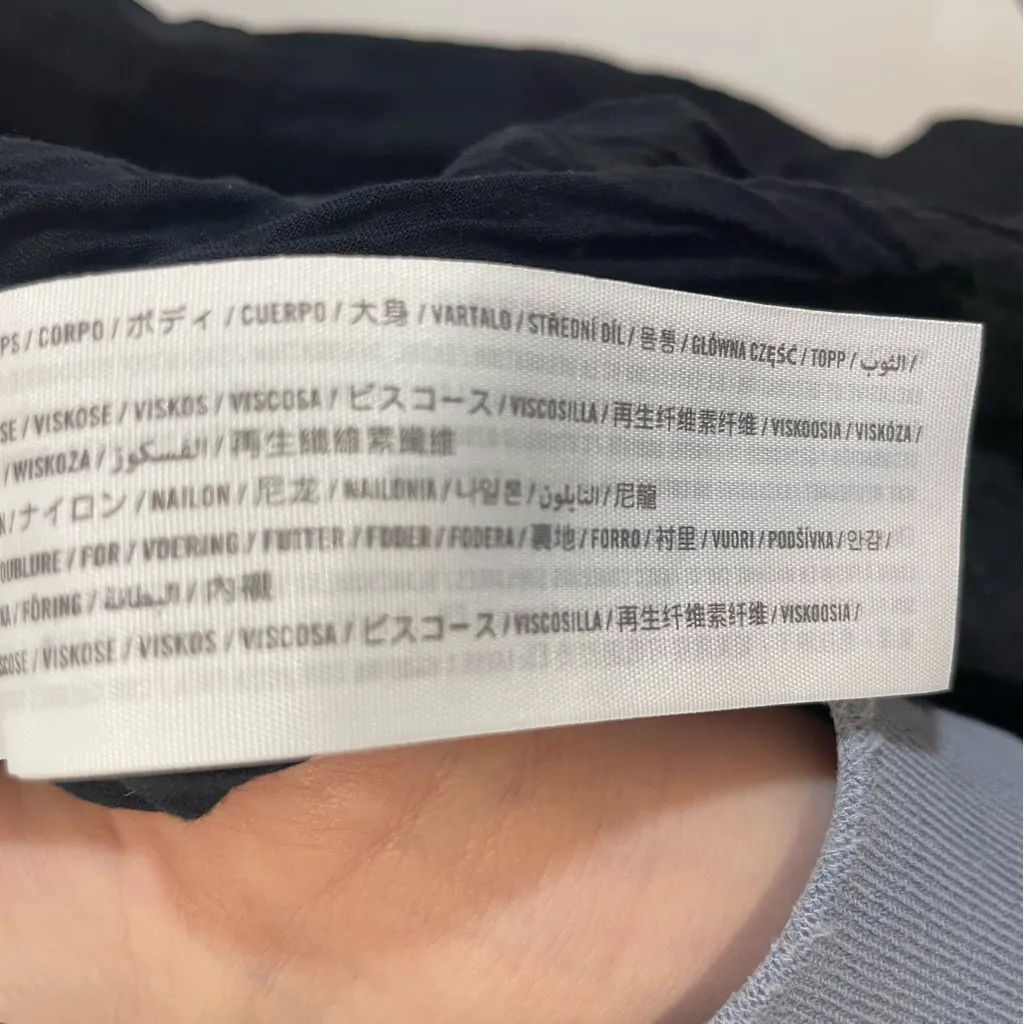 PS / CORPO / ボディ / CUERPO / 大身 / VARTALO / STŘEDNÍ DÍL / 몸통 / GŁÓWNA CZĘŚĆ / TOPP / الثوب /
SE / VISKOSE / VISKOS / VISCOSA / ビスコース / VISCOSILLA / 再生纤维素纤维 / VISKOOSIA / VISKÓZA /
/ WISKOZA / الفسكوز / 再生纖維素纖維
/ ナイロン / NAILON / 尼龙 / NAILONIA / 나일론 / النايلون / 尼龍
OUBLURE / FOR / VOERING / FUTTER / FODER / FODERA / 裏地 / FORRO / 衬里 / VUORI / PODŠÍVKA / 안감 /
/ FÔRING / البطانة / 內襯
SCOSE / VISKOSE / VISKOS / VISCOSA / ビスコース / VISCOSILLA / 再生纤维素纤维 / VISKOOSIA /